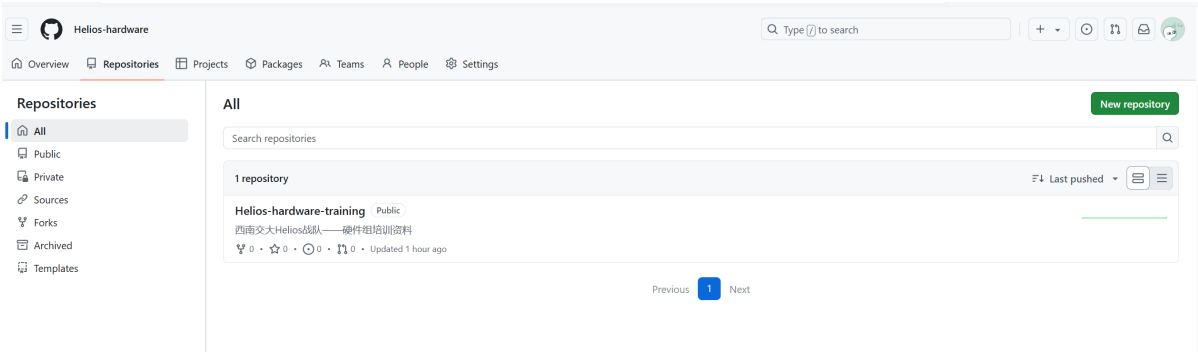 Helios-hardware
Type / to search
Overview Repositories Projects Packages Teams People Settings
Repositories
All
Public
Private
Sources
Forks
Archived
Templates
All
New repository
Search repositories
1 repository
Last pushed
Helios-hardware-training Public
西南交大Helios战队——硬件组培训资料
0 · 0 · 0 · 0 · Updated 1 hour ago
Previous 1 Next